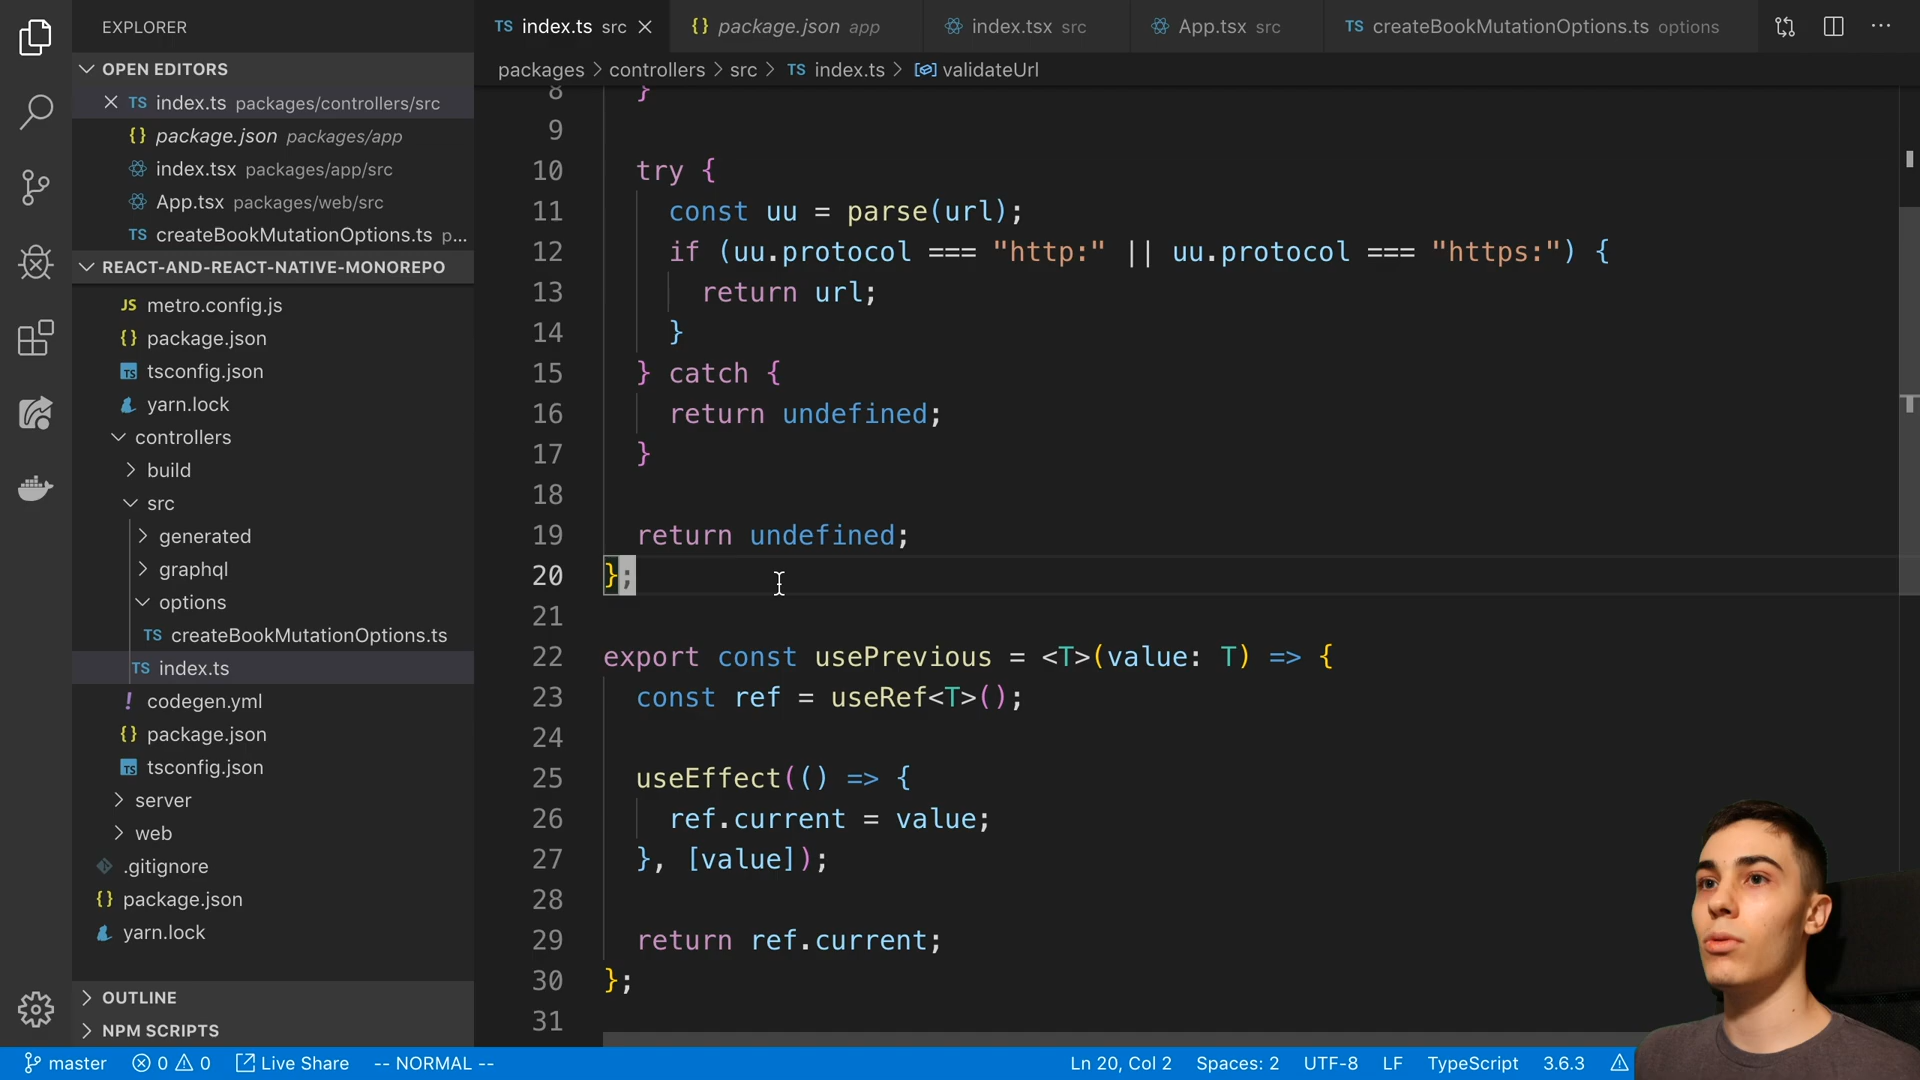 EXPLORER
OPEN EDITORS
TS index.ts packages/controllers/src
{} package.json packages/app
index.tsx packages/app/src
App.tsx packages/web/src
TS createBookMutationOptions.ts p...
REACT-AND-REACT-NATIVE-MONOREPO
JS metro.config.js
{} package.json
TS tsconfig.json
yarn.lock
controllers
build
src
generated
graphql
options
TS createBookMutationOptions.ts
TS index.ts
! codegen.yml
{} package.json
TS tsconfig.json
server
web
.gitignore
{} package.json
yarn.lock
OUTLINE
NPM SCRIPTS
TS index.ts src
{} package.json app
index.tsx src
App.tsx src
TS createBookMutationOptions.ts options
packages > controllers > src > TS index.ts > validateUrl
8 }
9
10 try {
11 const uu = parse(url);
12 if (uu.protocol === "http:" || uu.protocol === "https:") {
13 return url;
14 }
15 } catch {
16 return undefined;
17 }
18
19 return undefined;
20 };
21
22 export const usePrevious = <T>(value: T) => {
23 const ref = useRef<T>();
24
25 useEffect(() => {
26 ref.current = value;
27 }, [value]);
28
29 return ref.current;
30 };
31
master 0 0 Live Share -- NORMAL -- Ln 20, Col 2 Spaces: 2 UTF-8 LF TypeScript 3.6.3